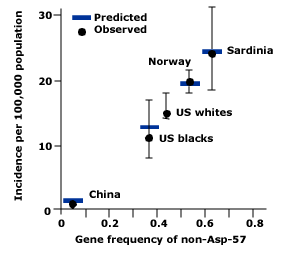 30
Predicted
Observed
Norway
Sardinia
20
US whites
10
US blacks
China
0
0 0.2 0.4 0.6 0.8
Gene frequency of non-Asp-57
Incidence per 100,000 population